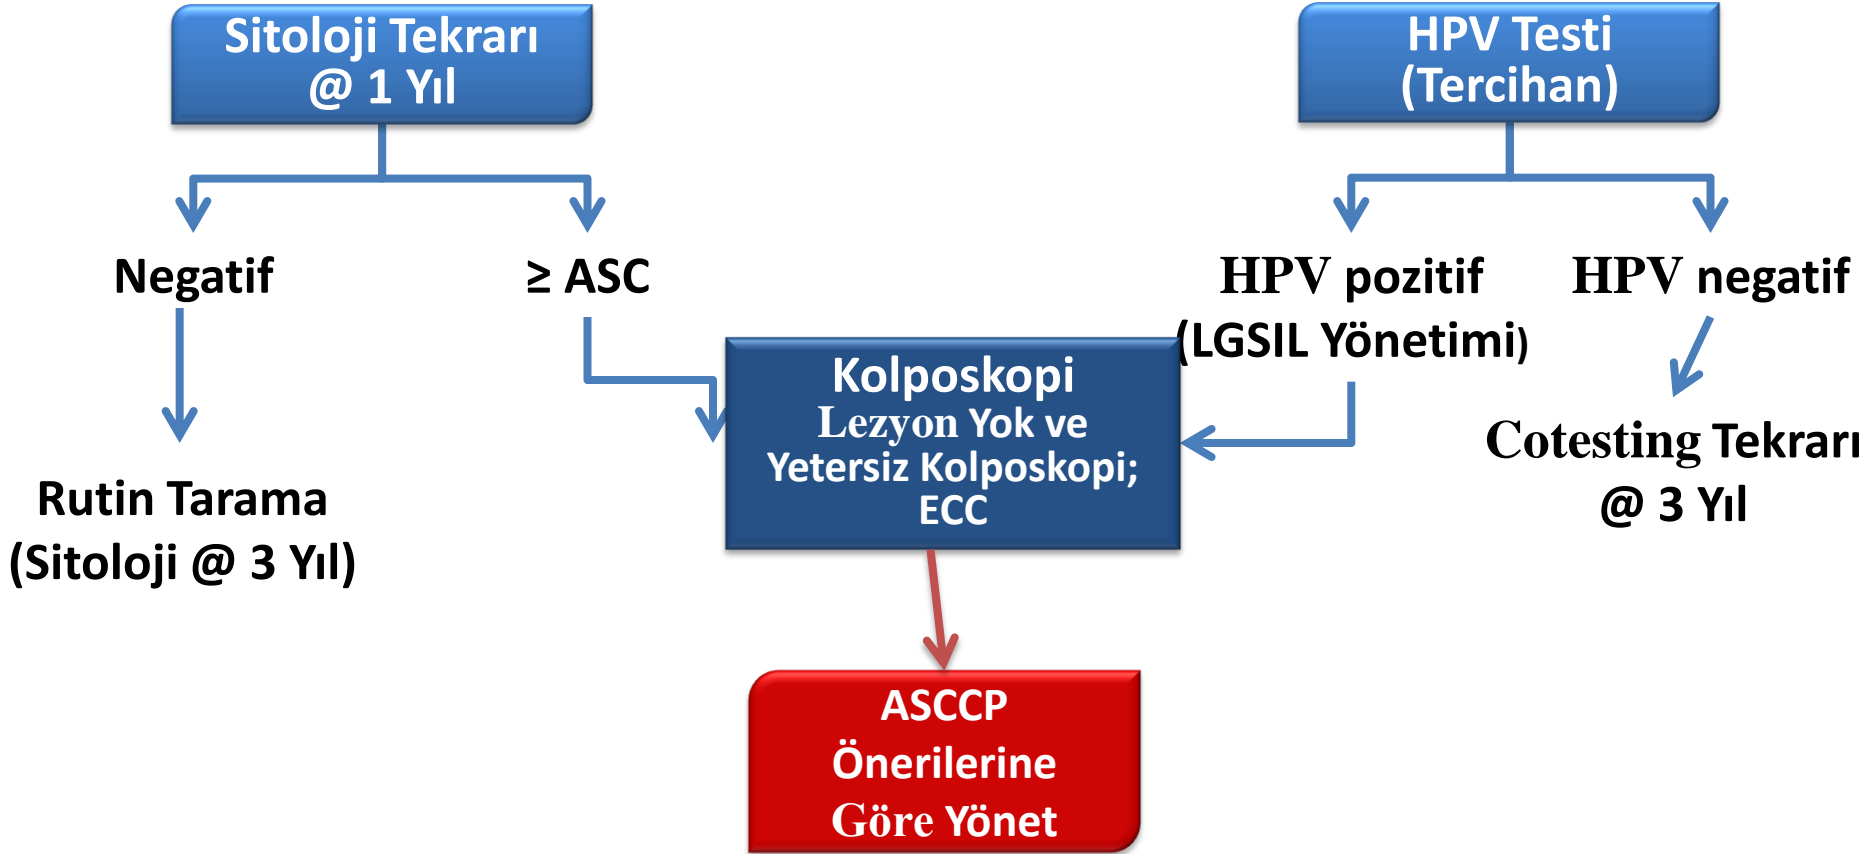 Sitoloji Tekrarı
@ 1 Yıl
HPV Testi
(Tercihan)
Negatif
≥ ASC
HPV pozitif
(LGSIL Yönetimi)
HPV negatif
Kolposkopi
Lezyon Yok ve
Yetersiz Kolposkopi;
ECC
Cotesting Tekrarı
@ 3 Yıl
Rutin Tarama
(Sitoloji @ 3 Yıl)
ASCCP
Önerilerine
Göre Yönet